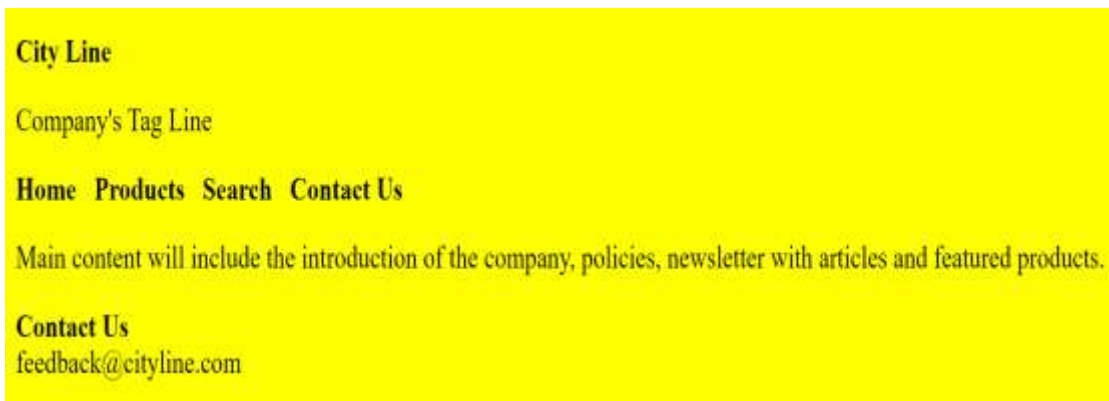 City Line
Company's Tag Line
Home Products Search Contact Us
Main content will include the introduction of the company, policies, newsletter with articles and featured products.
Contact Us
feedback@cityline.com